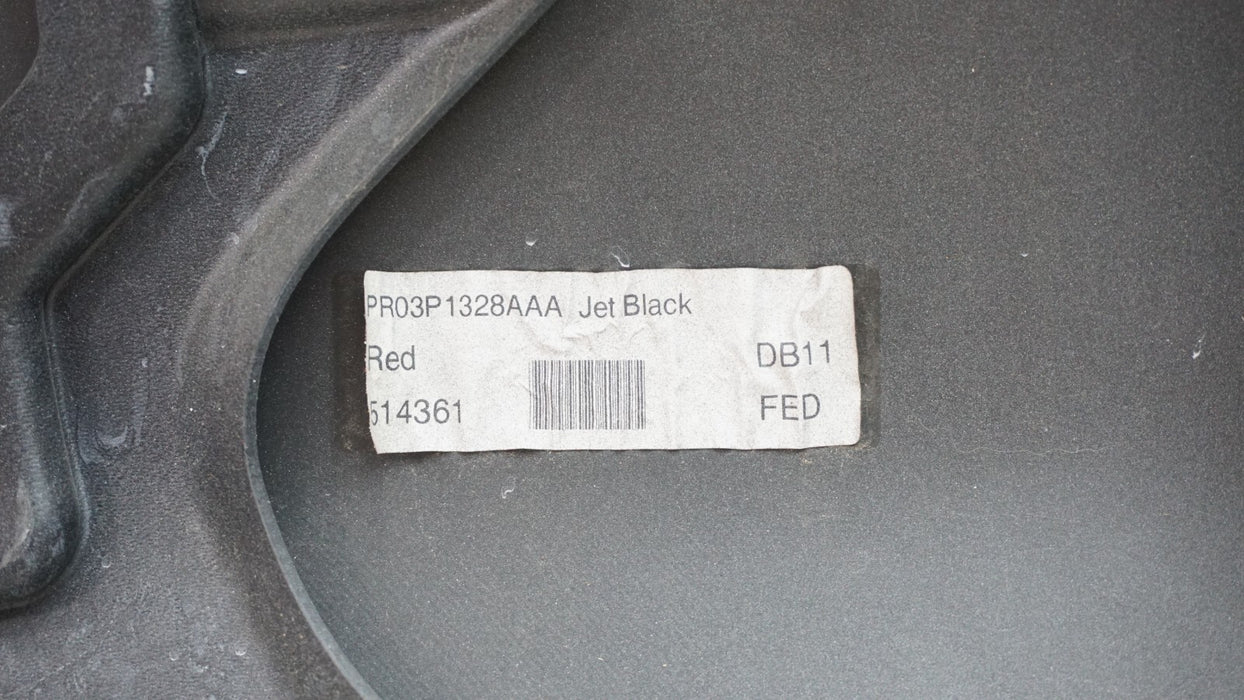 PR03P1328AAA Jet Black
Red DB11
514361 FED